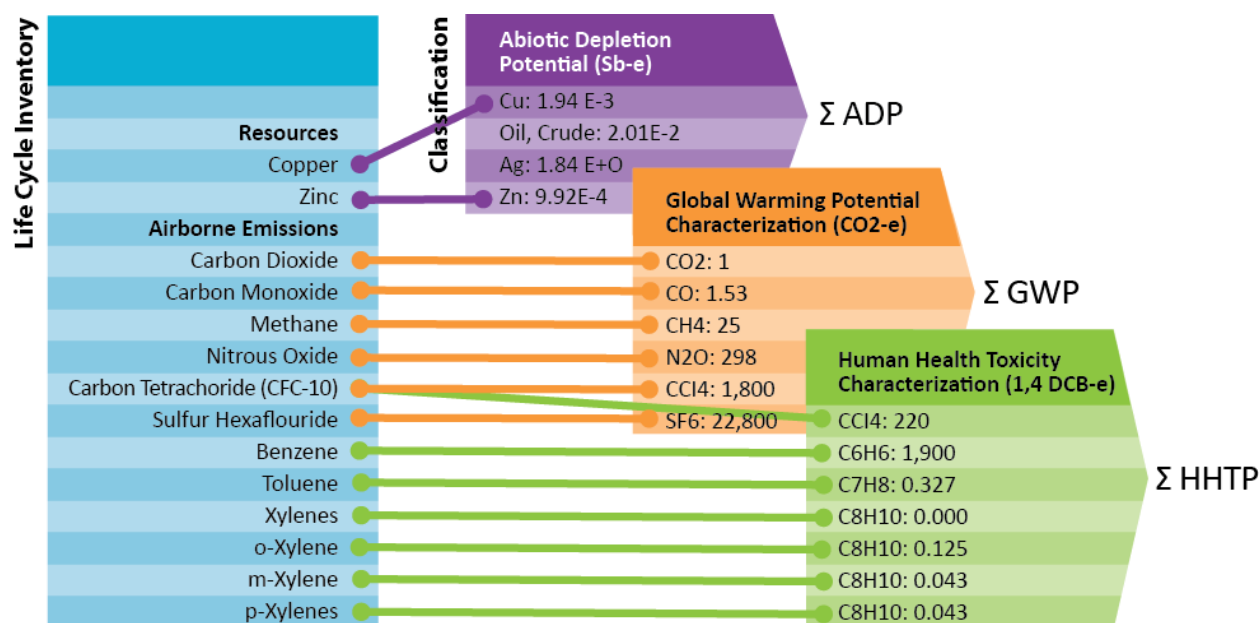 Life Cycle Inventory
Resources
Copper
Zinc
Airborne Emissions
Carbon Dioxide
Carbon Monoxide
Methane
Nitrous Oxide
Carbon Tetrachoride (CFC-10)
Sulfur Hexaflouride
Benzene
Toluene
Xylenes
o-Xylene
m-Xylene
p-Xylenes
Classification
Abiotic Depletion
Potential (Sb-e)
Cu: 1.94 E-3
Oil, Crude: 2.01E-2
Ag: 1.84 E+O
Zn: 9.92E-4
Σ ADP
Global Warming Potential
Characterization (CO2-e)
CO2: 1
CO: 1.53
CH4: 25
N2O: 298
CCI4: 1,800
SF6: 22,800
Σ GWP
Human Health Toxicity
Characterization (1,4 DCB-e)
CCI4: 220
C6H6: 1,900
C7H8: 0.327
C8H10: 0.000
C8H10: 0.125
C8H10: 0.043
C8H10: 0.043
Σ HHTP